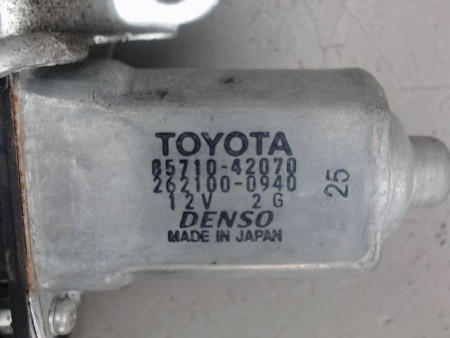 TOYOTA
85710-42070
262100-0940
12V 2G
DENSO
MADE IN JAPAN
25